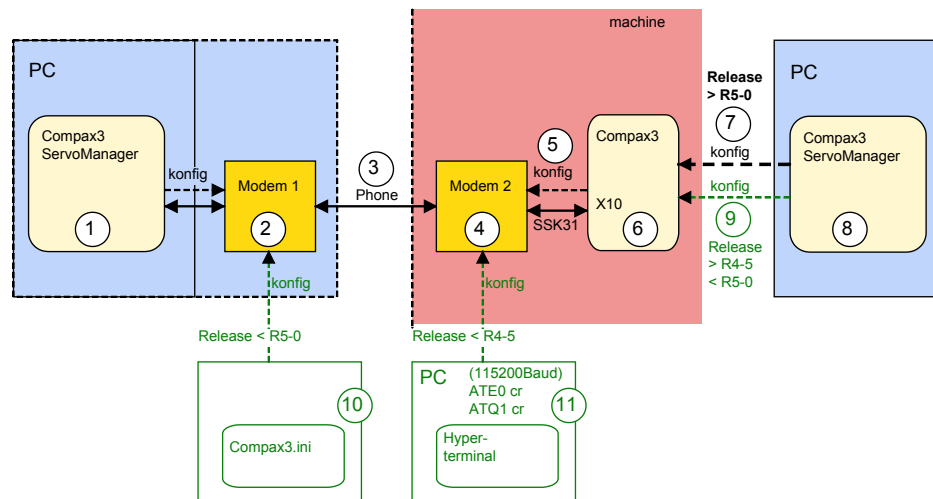 machine
PC
Compax3
ServoManager
1
konfig
Modem 1
2
3
Phone
Modem 2
4
5
konfig
SSK31
Compax3
X10
6
Release
> R5-0
7
konfig
konfig
9
Release
> R4-5
< R5-0
PC
Compax3
ServoManager
8
konfig
Release < R5-0
konfig
Release < R4-5
10
Compax3.ini
PC
(115200Baud)
ATE0 cr
ATQ1 cr
11
Hyper-
terminal